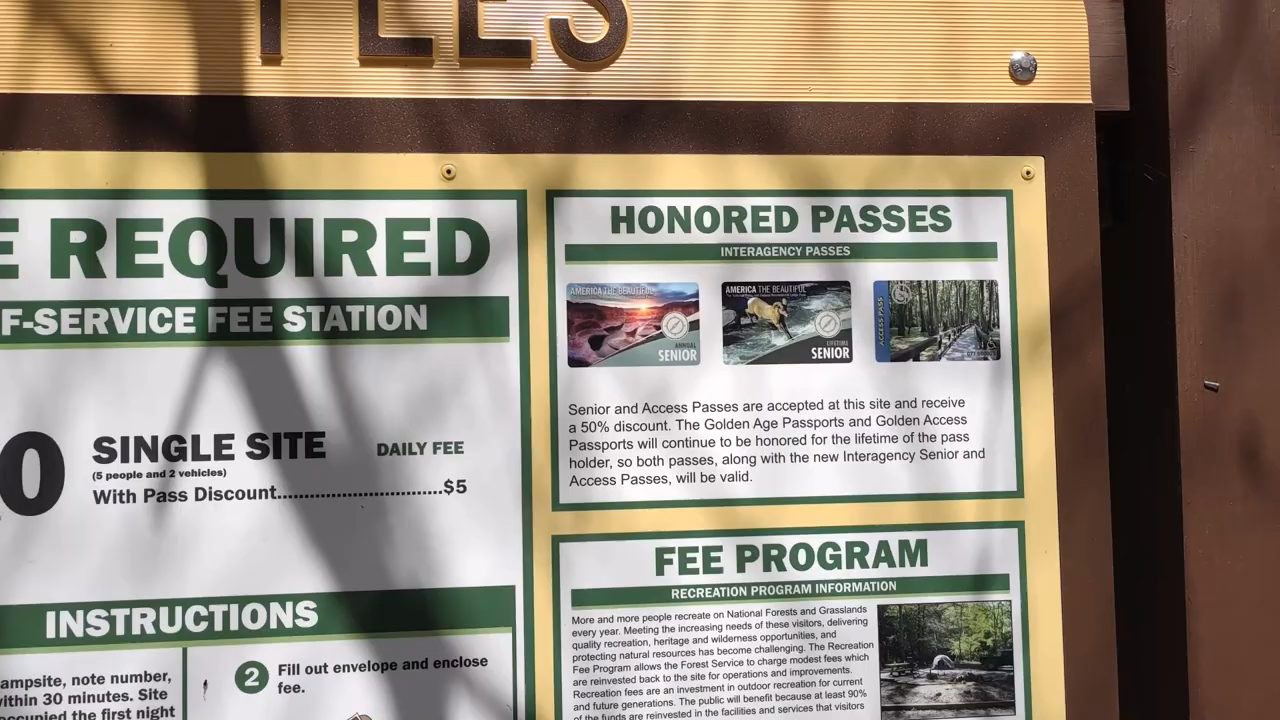 FEES
E REQUIRED
F-SERVICE FEE STATION
0
SINGLE SITE
DAILY FEE
(5 people and 2 vehicles)
With Pass Discount..............................$5
INSTRUCTIONS
ampsite, note number,
within 30 minutes. Site
occupied the first night
2
Fill out envelope and enclose
fee.
HONORED PASSES
INTERAGENCY PASSES
AMERICA THE BEAUTIFUL
ANNUAL
SENIOR
AMERICA THE BEAUTIFUL
LIFETIME
SENIOR
ACCESS PASS
Senior and Access Passes are accepted at this site and receive
a 50% discount. The Golden Age Passports and Golden Access
Passports will continue to be honored for the lifetime of the pass
holder, so both passes, along with the new Interagency Senior and
Access Passes, will be valid.
FEE PROGRAM
RECREATION PROGRAM INFORMATION
More and more people recreate on National Forests and Grasslands
every year. Meeting the increasing needs of these visitors, delivering
quality recreation, heritage and wilderness opportunities, and
protecting natural resources has become challenging. The Recreation
Fee Program allows the Forest Service to charge modest fees which
are reinvested back to the site for operations and improvements.
Recreation fees are an investment in outdoor recreation for current
and future generations. The public will benefit because at least 90%
of the funds are reinvested in the facilities and services that visitors